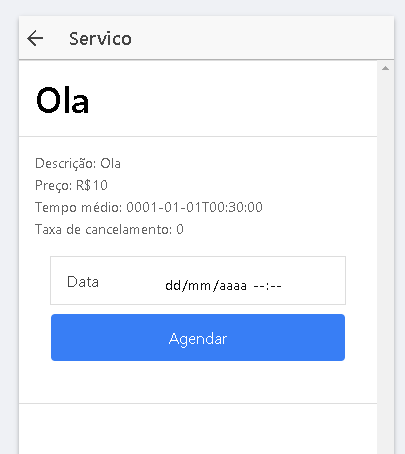 Servico
Ola
Descrição: Ola
Preço: R$10
Tempo médio: 0001-01-01T00:30:00
Taxa de cancelamento: 0
Data dd/mm/aaaa --:--
Agendar